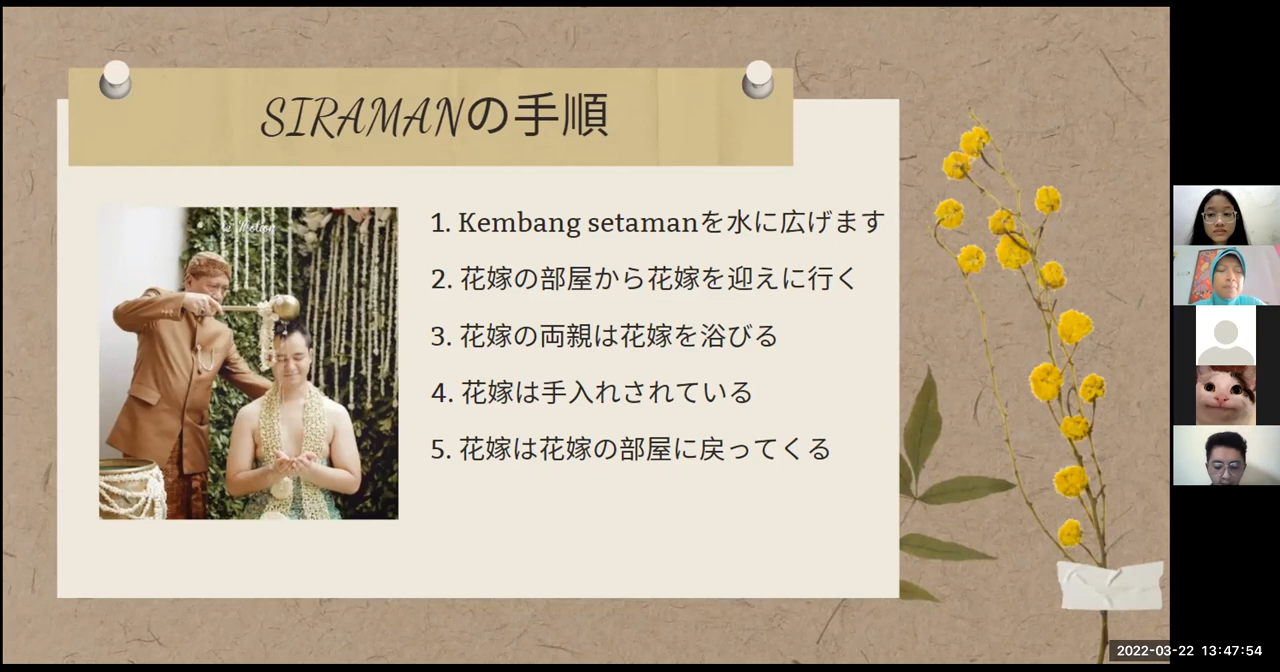 SIRAMANの手順
1. Kembang setamanを水に広げます
2. 花嫁の部屋から花嫁を迎えに行く
3. 花嫁の両親は花嫁を浴びる
4. 花嫁は手入れされている
5. 花嫁は花嫁の部屋に戻ってくる
2022-03-22 13:47:54